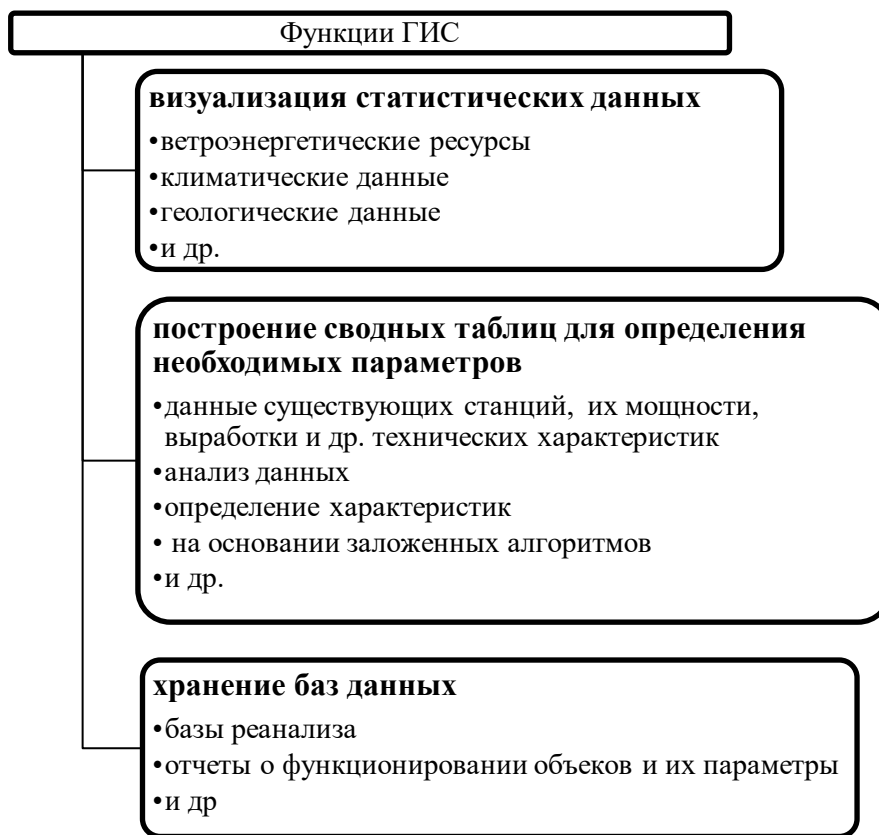 Функции ГИС
визуализация статистических данных
•ветроэнергетические ресурсы
•климатические данные
•геологические данные
•и др.
построение сводных таблиц для определения
необходимых параметров
•данные существующих станций, их мощности,
выработки и др. технических характеристик
•анализ данных
•определение характеристик
• на основании заложенных алгоритмов
•и др.
хранение баз данных
•базы реанализа
•отчеты о функционировании объеков и их параметры
•и др